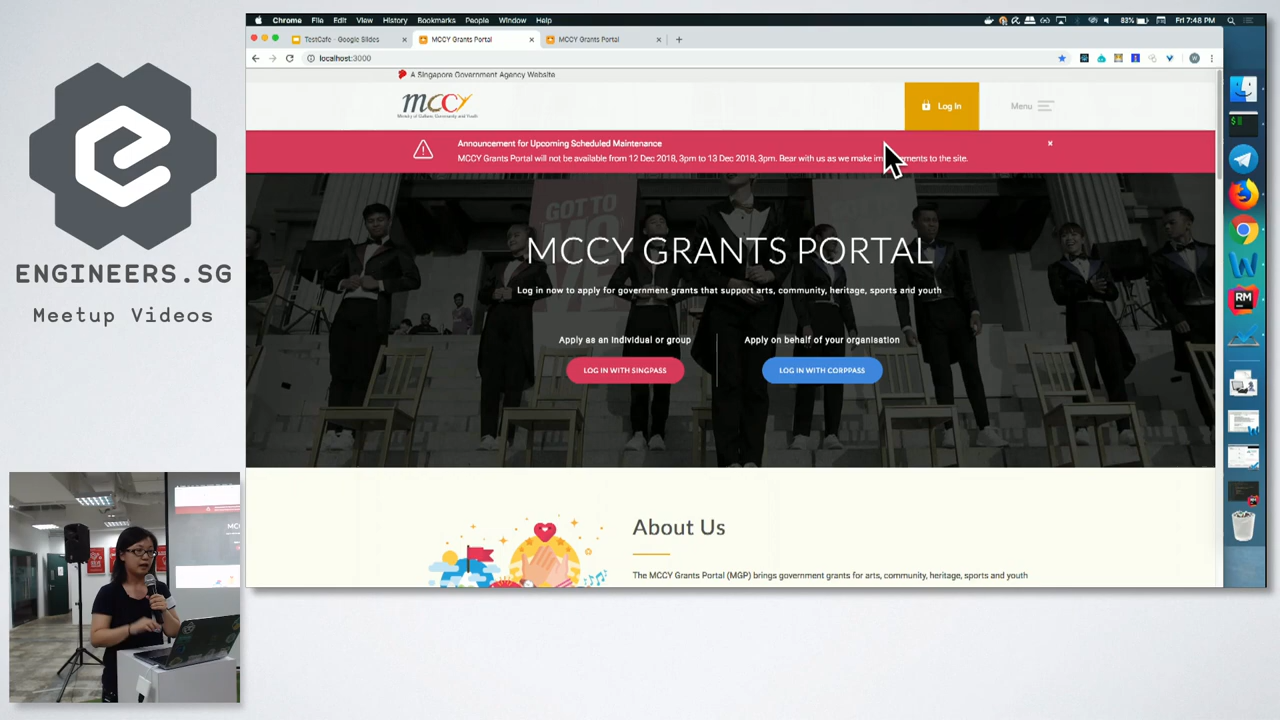 Chrome File Edit View History Bookmarks People Window Help
83% Fri 7:48 PM
TestCafe - Google Slides
MCCY Grants Portal
MCCY Grants Portal
localhost:3000
A Singapore Government Agency Website
mCCY
Ministry of Culture, Community and Youth
Log In
Menu
Announcement for Upcoming Scheduled Maintenance
MCCY Grants Portal will not be available from 12 Dec 2018, 3pm to 13 Dec 2018, 3pm. Bear with us as we make im ements to the site.
GOT TO
MCCY GRANTS PORTAL
Log in now to apply for government grants that support arts, community, heritage, sports and youth
Apply as an individual or group
Apply on behalf of your organisation
LOG IN WITH SINGPASS
LOG IN WITH CORPPASS
About Us
The MCCY Grants Portal (MGP) brings government grants for arts, community, heritage, sports and youth
ENGINEERS.SG
Meetup Videos
RM